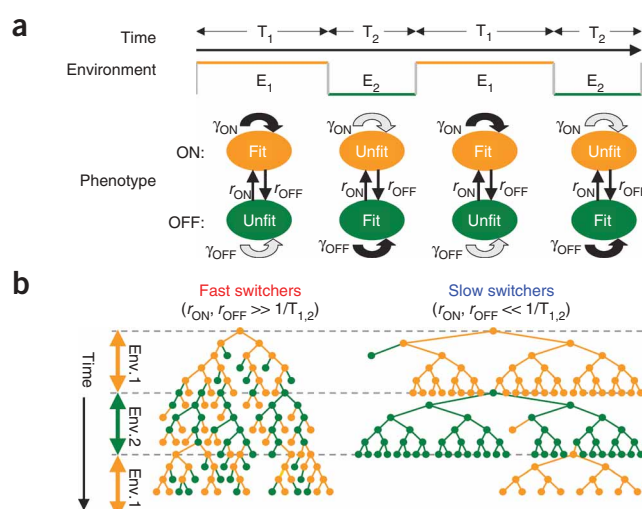 a
Time T₁ T₂ T₁ T₂
Environment E₁ E₂ E₁ E₂
γON γON γON γON
ON: Fit Unfit Fit Unfit
Phenotype rON rOFF rON rOFF rON rOFF rON rOFF
OFF: Unfit Fit Unfit Fit
γOFF γOFF γOFF γOFF
b
Fast switchers Slow switchers
(rON, rOFF >> 1/T₁,₂) (rON, rOFF << 1/T₁,₂)
Time
Env.1
Env.2
Env.1